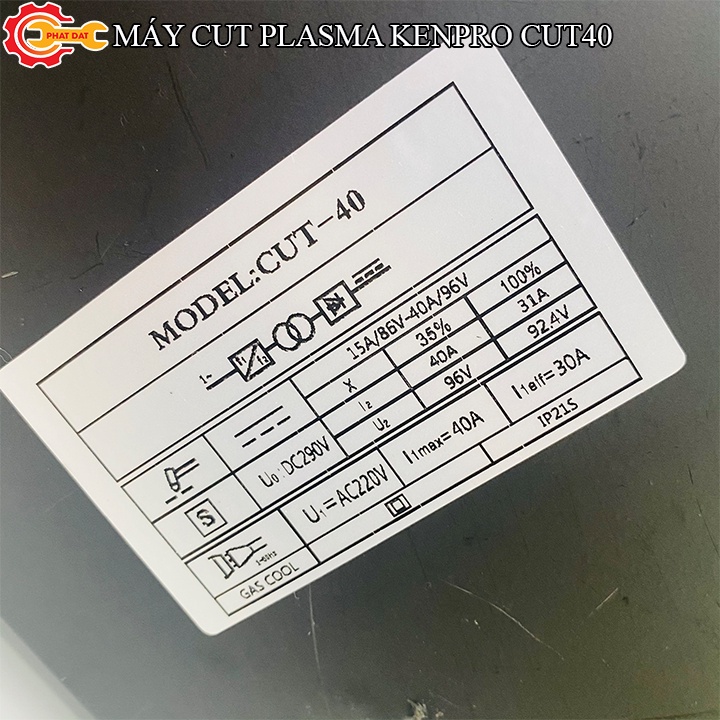 PHAT DAT
MÁY CUT PLASMA KENPRO CUT40
MODEL:CUT-40
1~
15A/86V-40A/96V
X 35% 100%
I2 40A 31A
U2 96V 92.4V
U0:DC290V
S
U1=AC220V I1max=40A I1eff=30A
GAS COOL IP21S